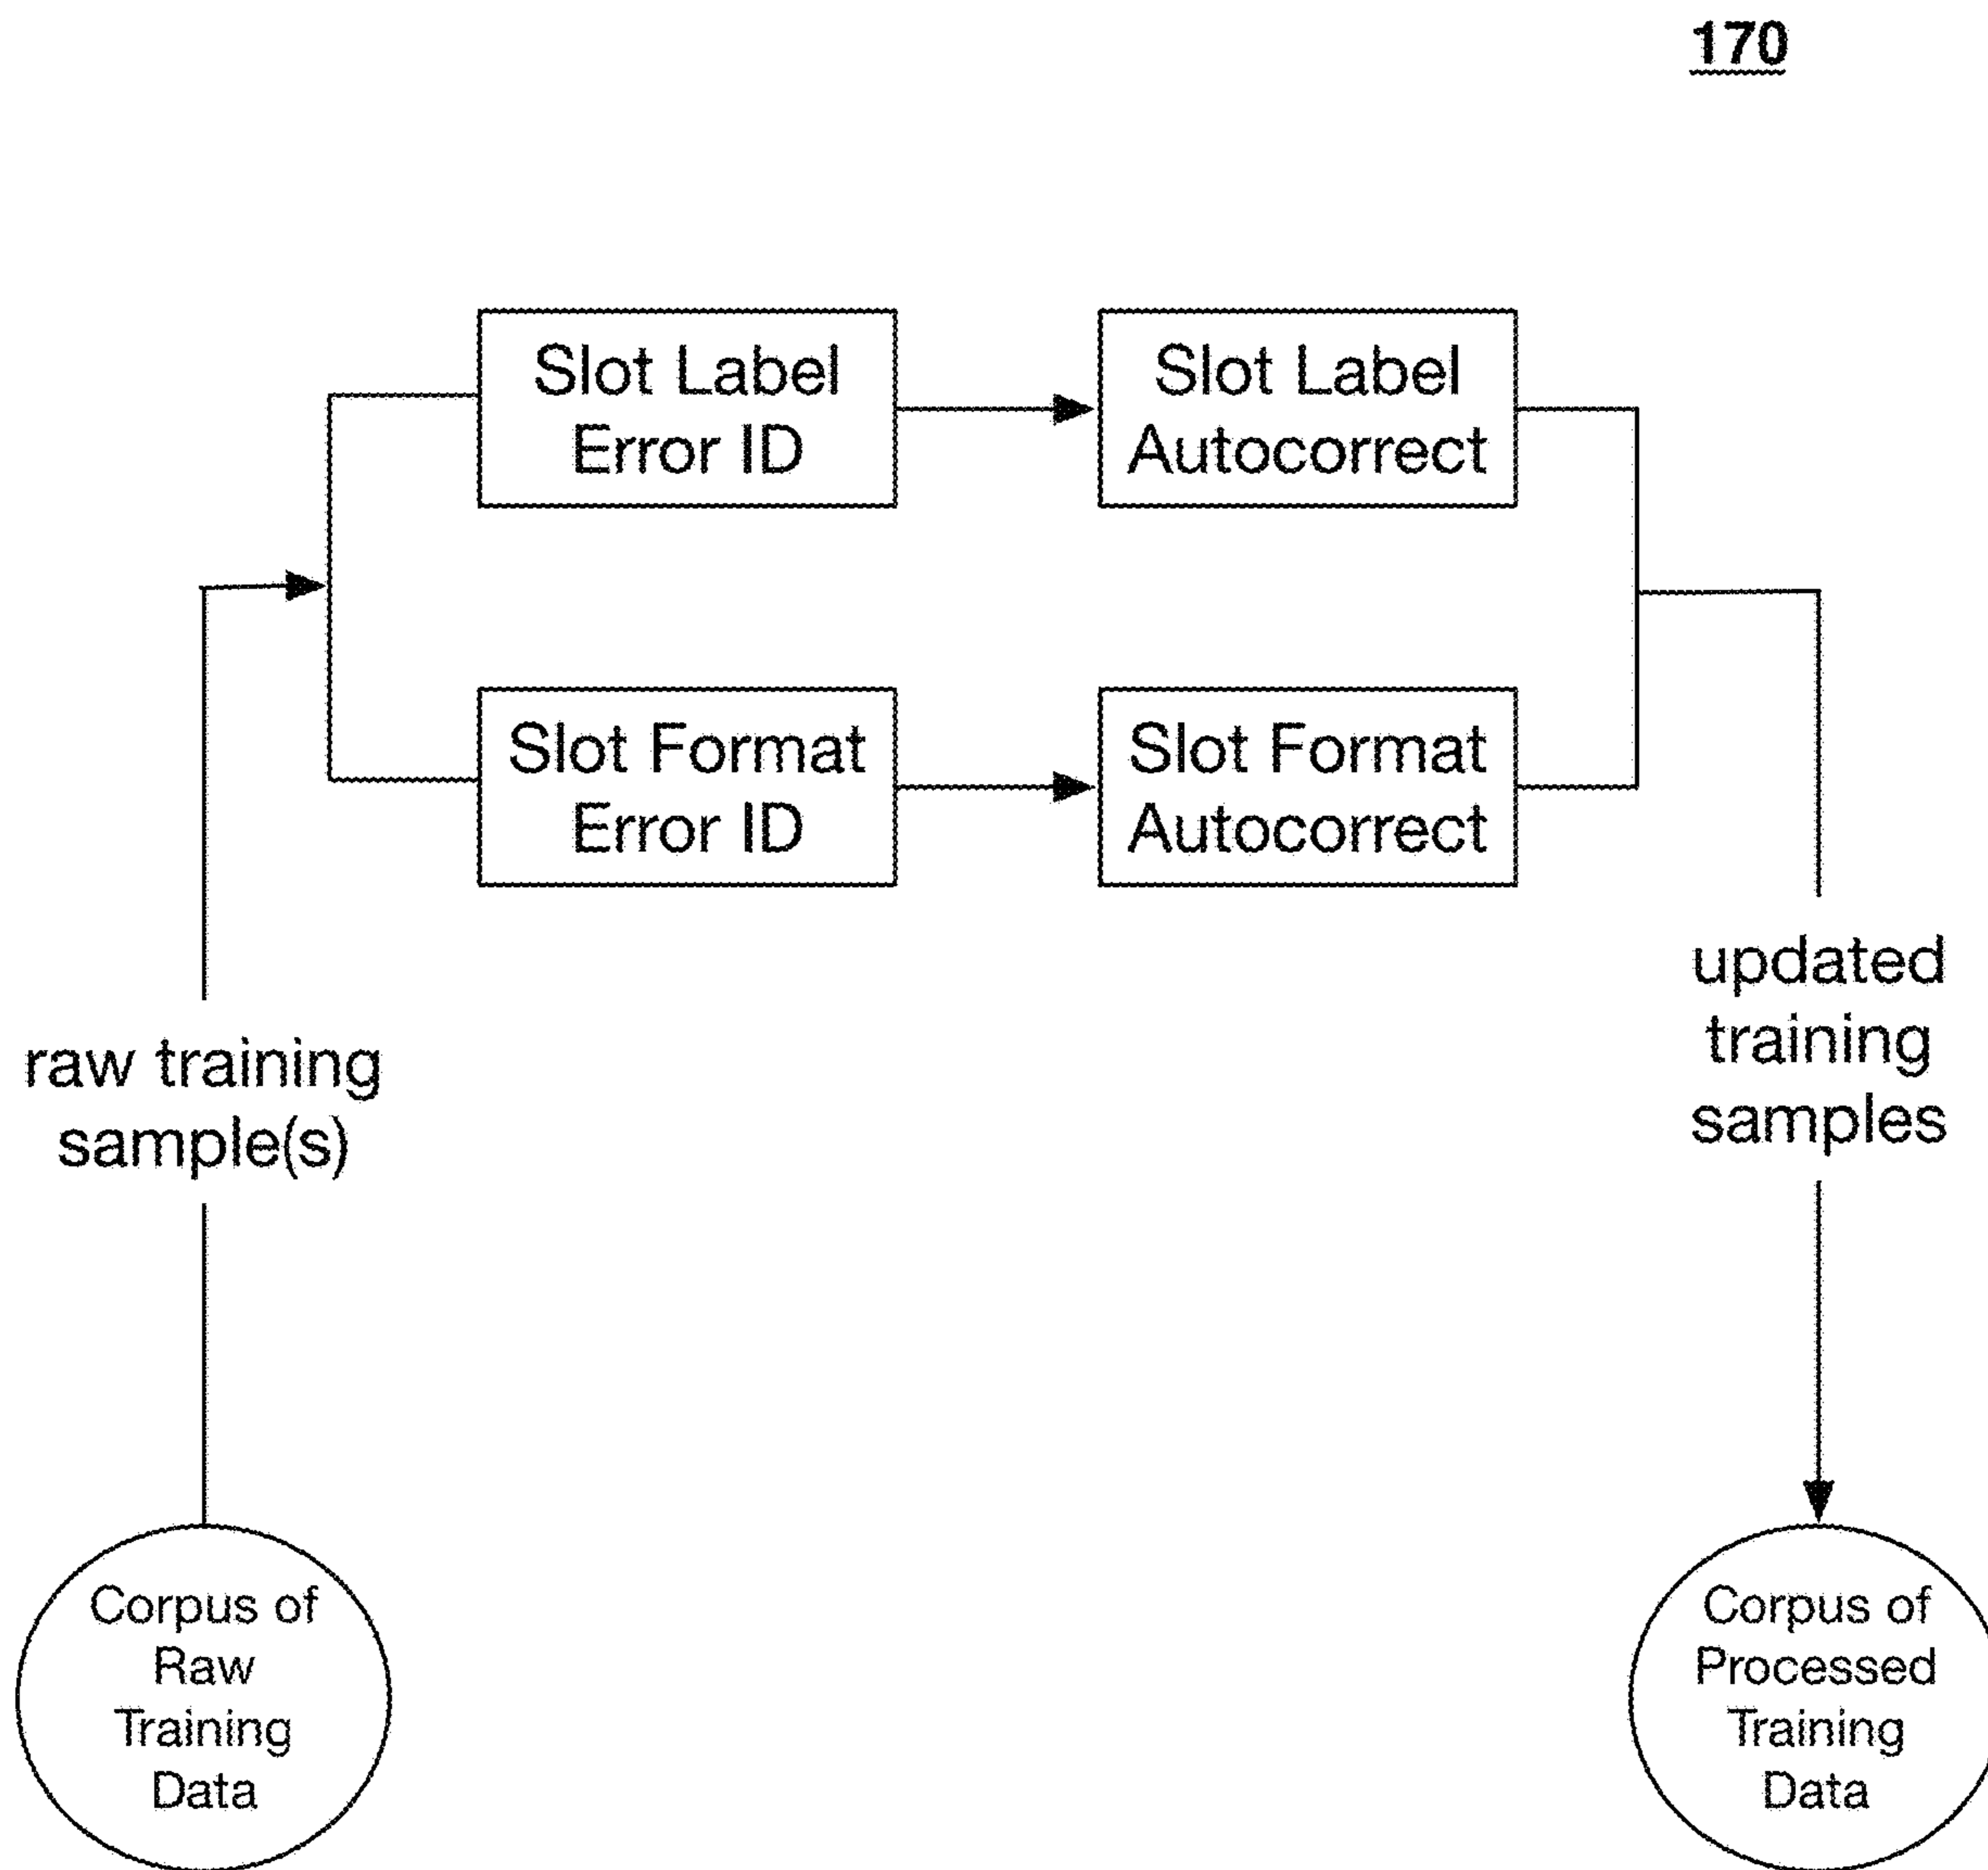 170
Slot Label
Error ID
Slot Label
Autocorrect
Slot Format
Error ID
Slot Format
Autocorrect
raw training
sample(s)
updated
training
samples
Corpus of
Raw
Training
Data
Corpus of
Processed
Training
Data